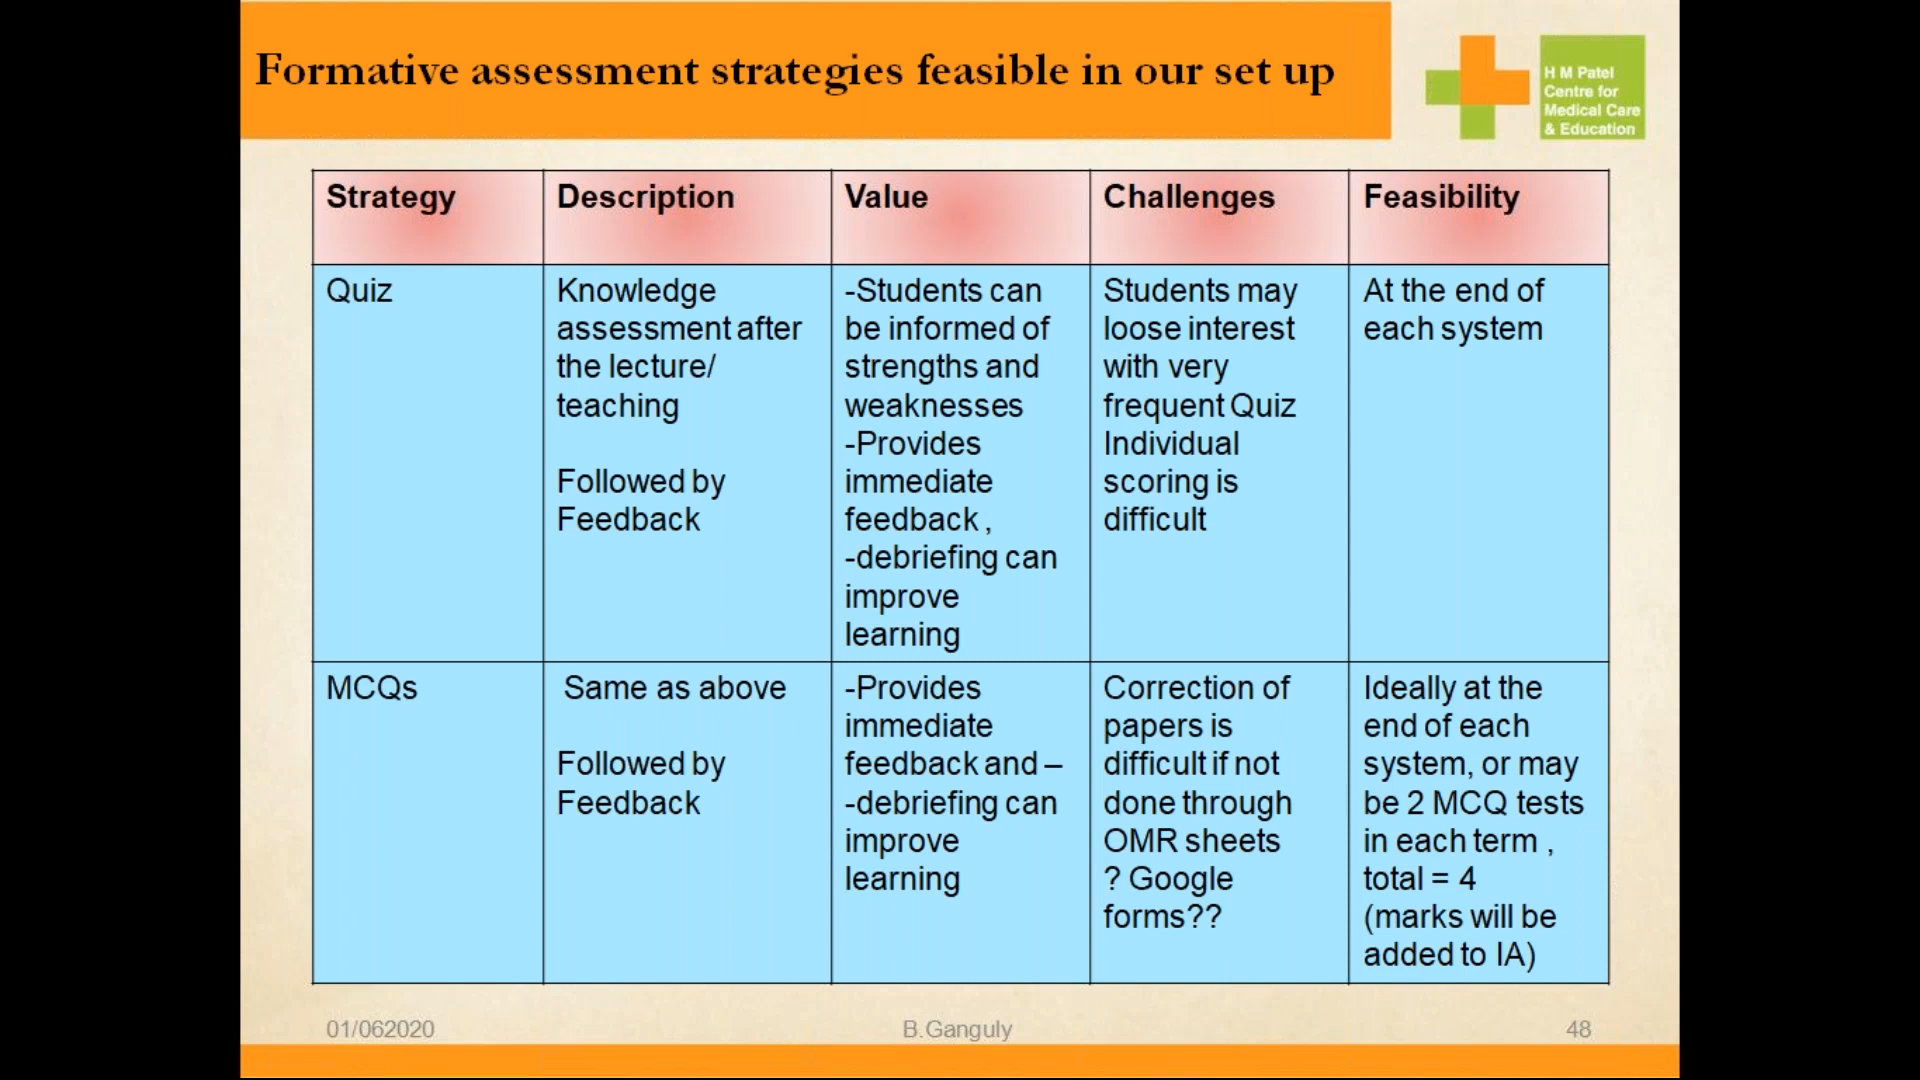 Formative assessment strategies feasible in our set up
H M Patel
Centre for
Medical Care
& Education
Strategy
Description
Value
Challenges
Feasibility
Quiz
Knowledge
assessment after
the lecture/
teaching
Followed by
Feedback
-Students can
be informed of
strengths and
weaknesses
-Provides
immediate
feedback ,
-debriefing can
improve
learning
Students may
loose interest
with very
frequent Quiz
Individual
scoring is
difficult
At the end of
each system
MCQs
Same as above
Followed by
Feedback
-Provides
immediate
feedback and –
-debriefing can
improve
learning
Correction of
papers is
difficult if not
done through
OMR sheets
? Google
forms??
Ideally at the
end of each
system, or may
be 2 MCQ tests
in each term ,
total = 4
(marks will be
added to IA)
01/062020
B.Ganguly
48